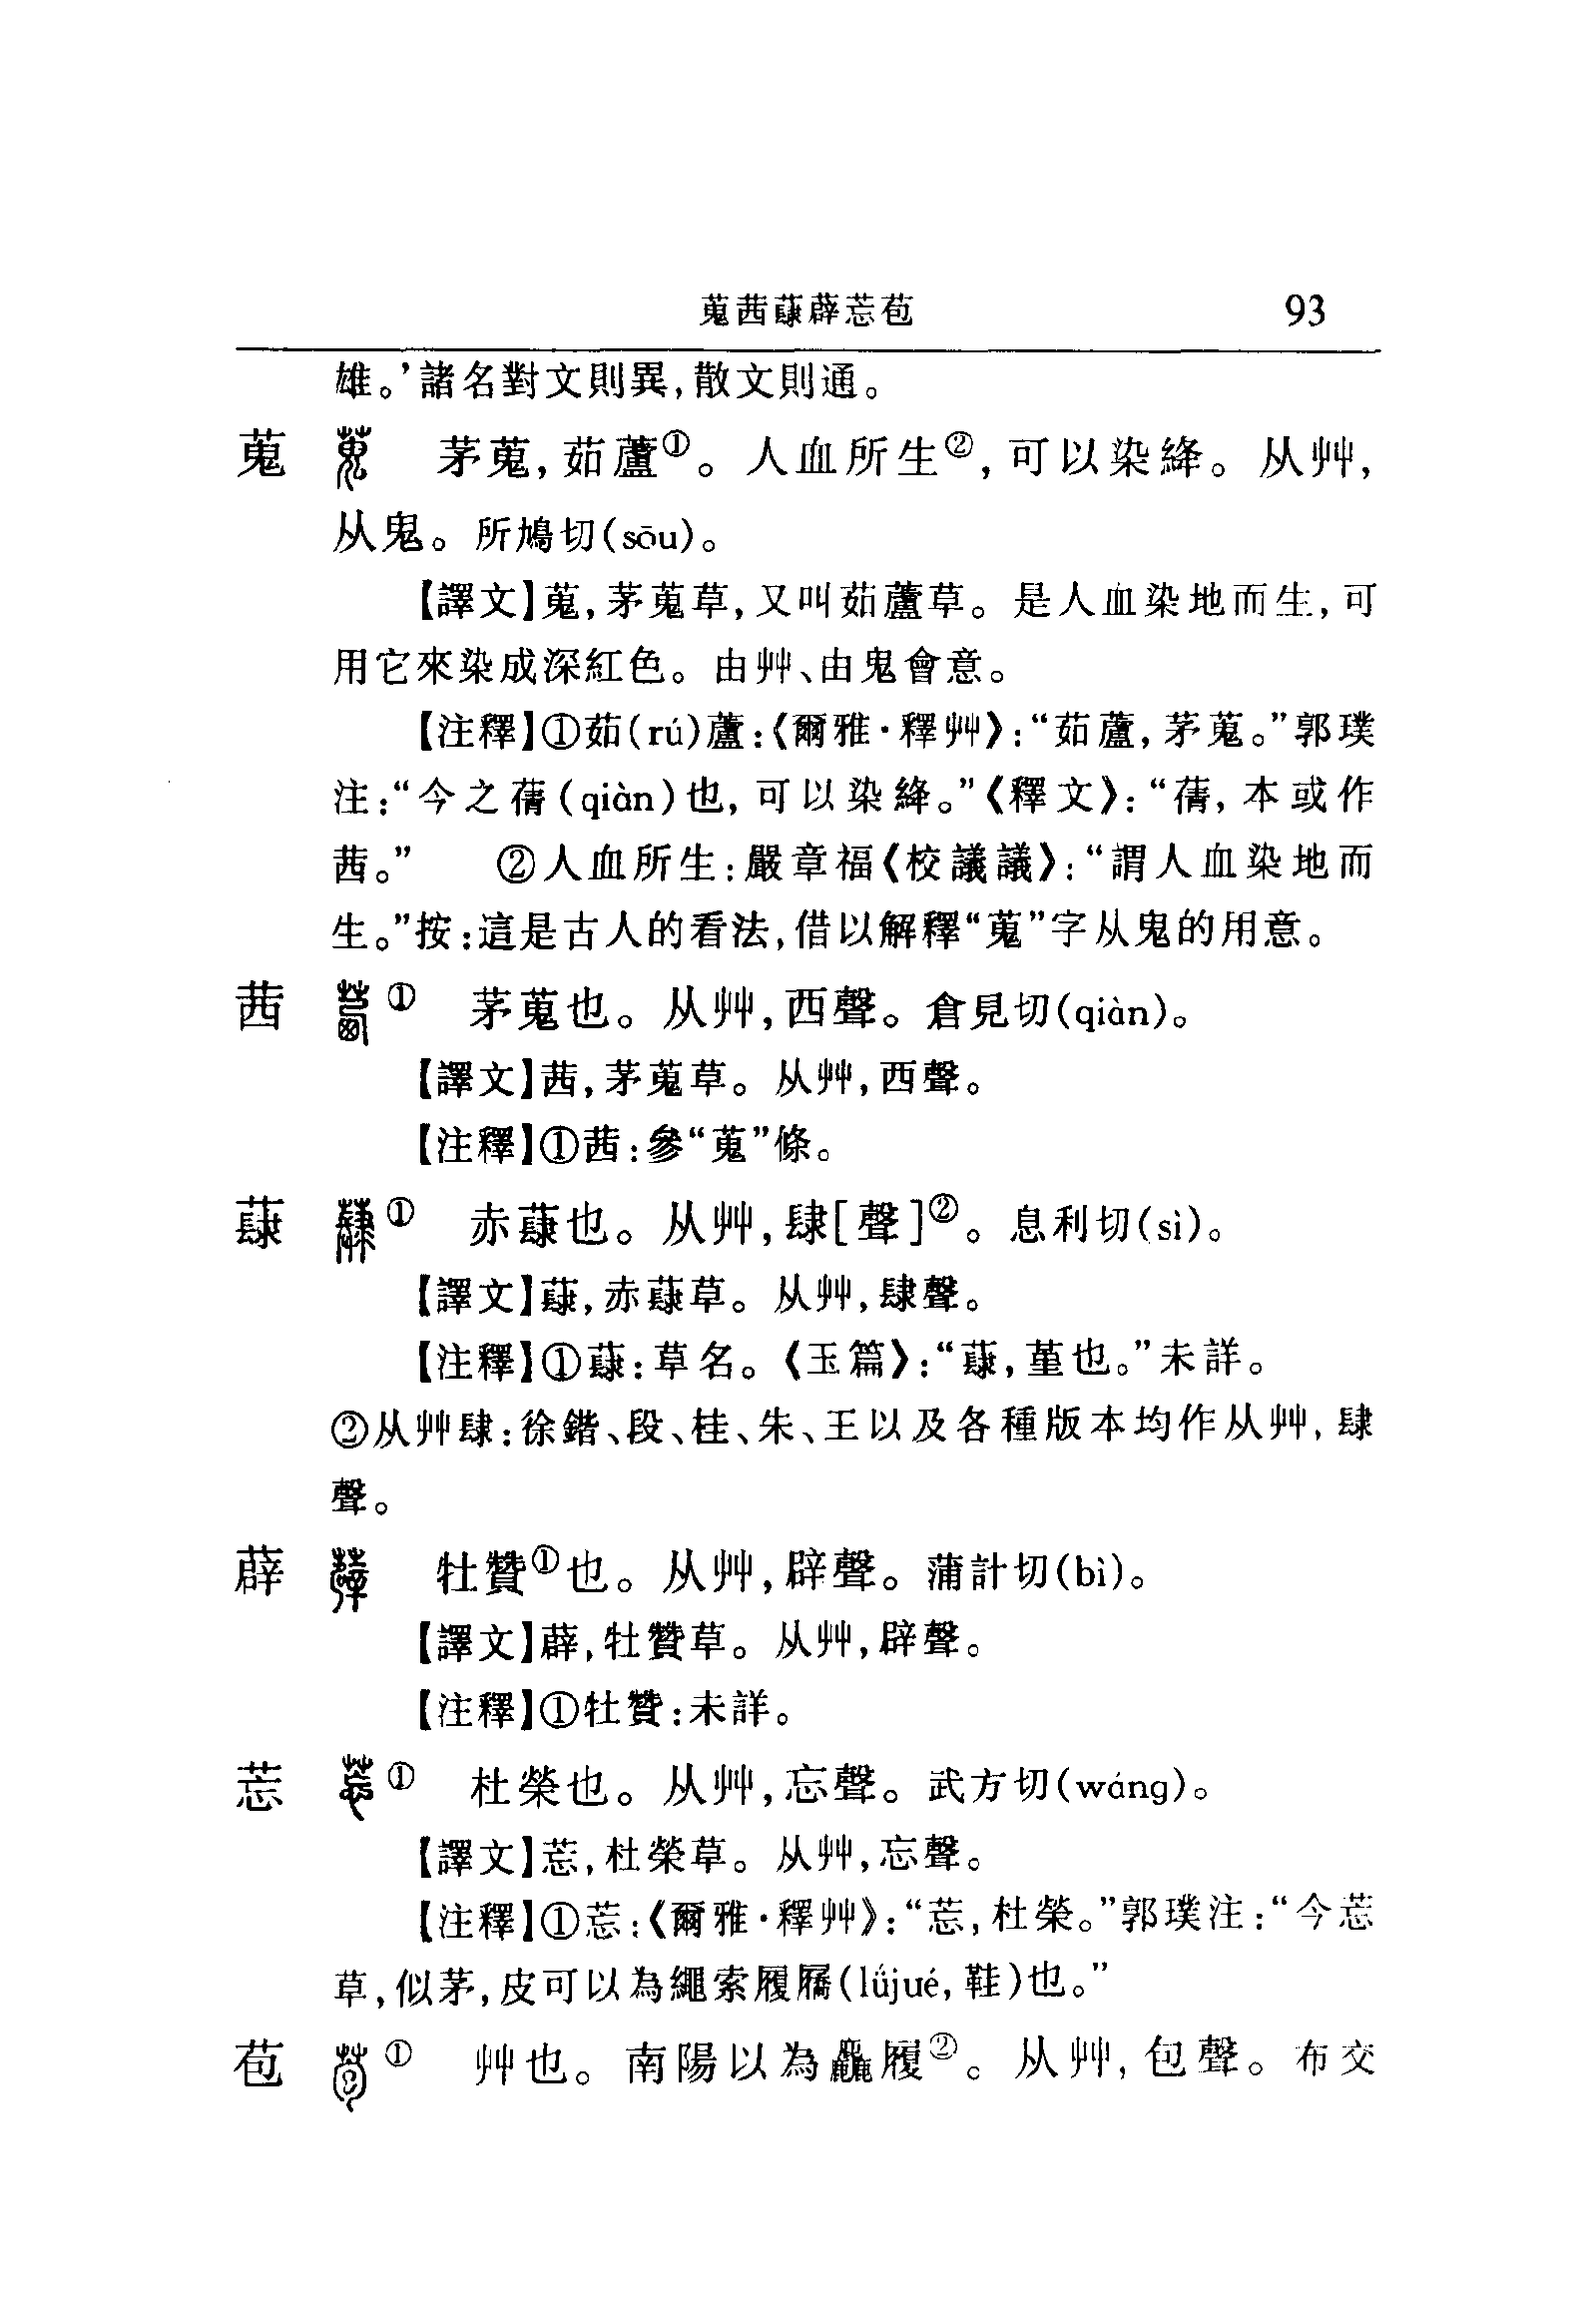 蒐茜蕼薜莣苞 93
雄。’諸名對文則異,散文則通。
蒐 茅蒐,茹藘①。人血所生②,可以染絳。从艸,
从鬼。所鳩切(sōu)。
【譯文】蒐,茅蒐草,又叫茹藘草。是人血染地而生,可
用它來染成深紅色。由艸、由鬼會意。
【注釋】①茹(rú)藘:《爾雅·釋艸》:“茹藘,茅蒐。”郭璞
注:“今之蒨(qiàn)也,可以染絳。”《釋文》:“蒨,本或作
茜。” ②人血所生:嚴章福《校議議》:“謂人血染地而
生。”按:這是古人的看法,借以解釋“蒐”字从鬼的用意。
茜 ① 茅蒐也。从艸,西聲。倉見切(qiàn)。
【譯文】茜,茅蒐草。从艸,西聲。
【注釋】①茜:參“蒐”條。
蕼 ① 赤蕼也。从艸,肆[聲]②。息利切(sì)。
【譯文】蕼,赤蕼草。从艸,肆聲。
【注釋】①蕼:草名。《玉篇》:“蕼,堇也。”未詳。
②从艸肆:徐鍇、段、桂、朱、王以及各種版本均作从艸,肆
聲。
薜 牡贊①也。从艸,辟聲。蒲計切(bì)。
【譯文】薜,牡贊草。从艸,辟聲。
【注釋】①牡贊:未詳。
莣 ① 杜榮也。从艸,忘聲。武方切(wáng)。
【譯文】莣,杜榮草。从艸,忘聲。
【注釋】①莣:《爾雅·釋艸》:“莣,杜榮。”郭璞注:“今莣
草,似茅,皮可以為繩索履屩(lǚjué,鞋)也。”
苞 ① 艸也。南陽以為麤履②。从艸,包聲。布交